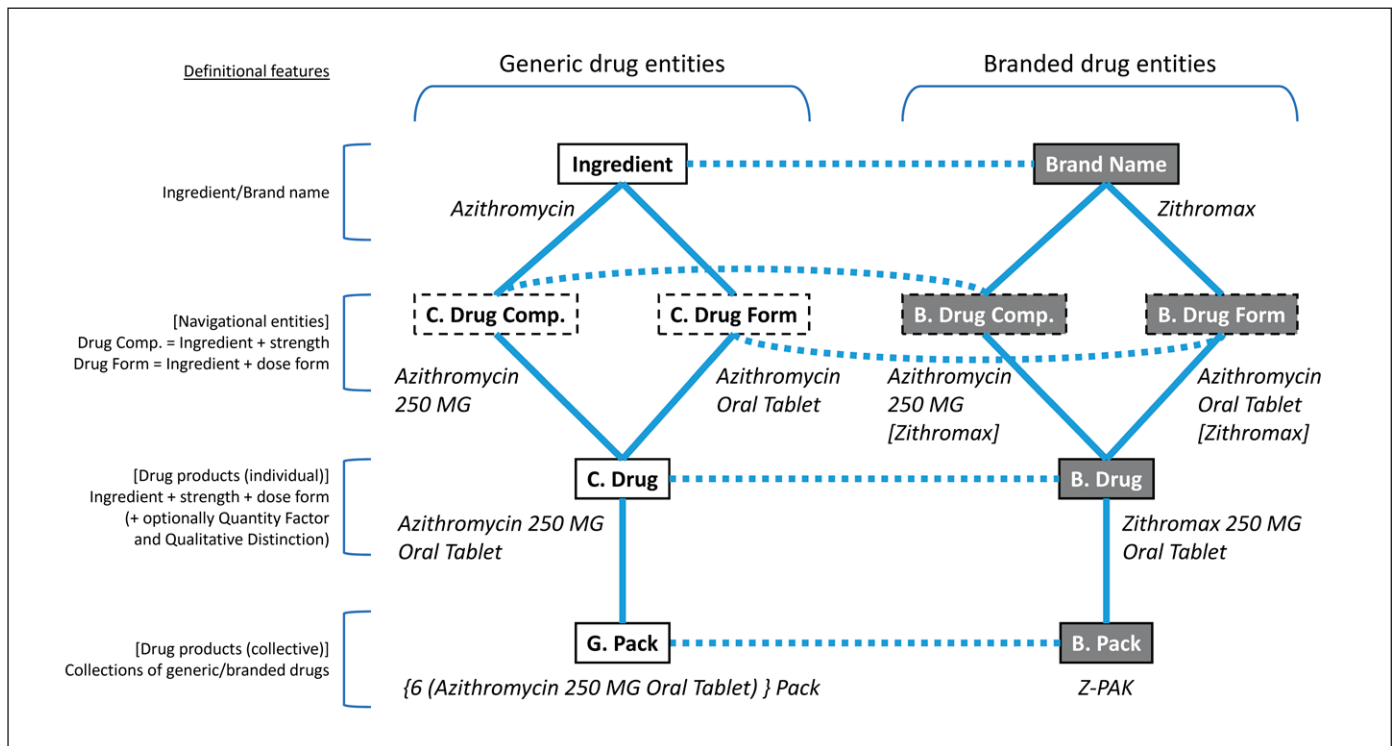 Definitional features
Generic drug entities
Branded drug entities
Ingredient/Brand name
Ingredient
Brand Name
Azithromycin
Zithromax
[Navigational entities]
Drug Comp. = Ingredient + strength
Drug Form = Ingredient + dose form
C. Drug Comp.
C. Drug Form
B. Drug Comp.
B. Drug Form
Azithromycin
250 MG
Azithromycin
Oral Tablet
Azithromycin
250 MG
[Zithromax]
Azithromycin
Oral Tablet
[Zithromax]
[Drug products (individual)]
Ingredient + strength + dose form
(+ optionally Quantity Factor
and Qualitative Distinction)
C. Drug
B. Drug
Azithromycin 250 MG
Oral Tablet
Zithromax 250 MG
Oral Tablet
[Drug products (collective)]
Collections of generic/branded drugs
G. Pack
B. Pack
{6 (Azithromycin 250 MG Oral Tablet) } Pack
Z-PAK